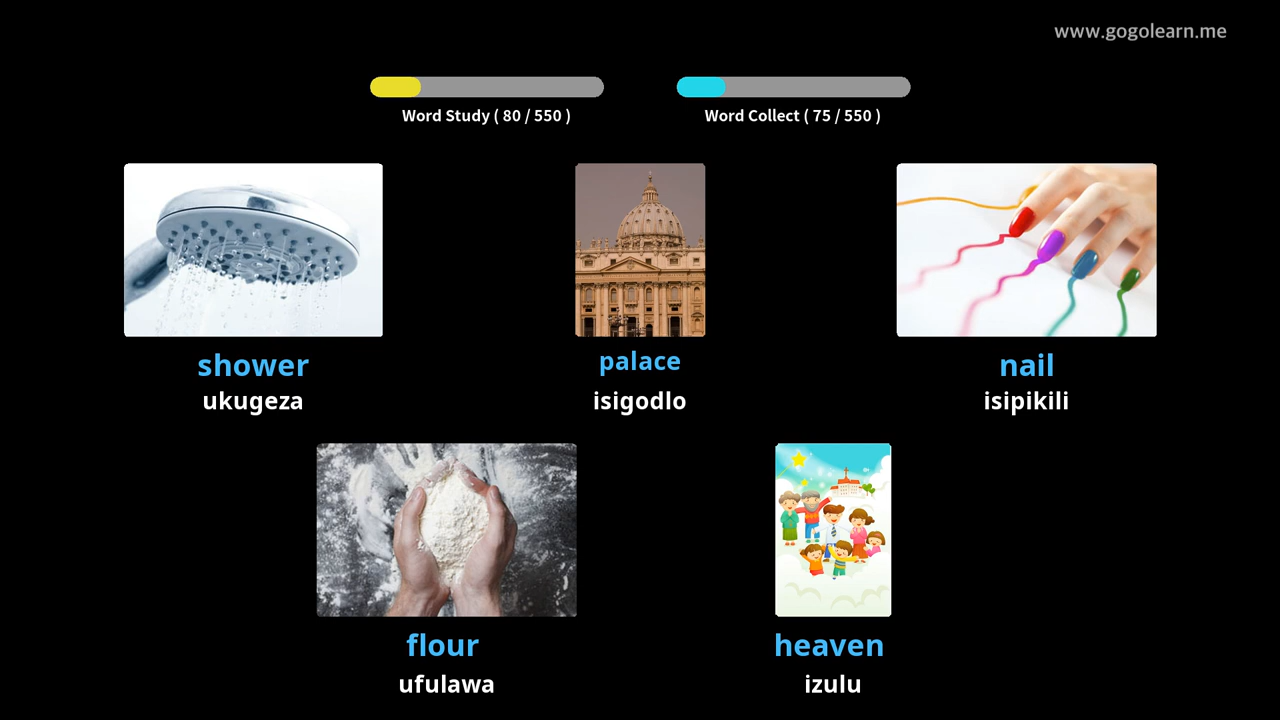 www.gogolearn.me
Word Study ( 80 / 550 )
Word Collect ( 75 / 550 )
shower
ukugeza
palace
isigodlo
nail
isipikili
flour
ufulawa
heaven
izulu